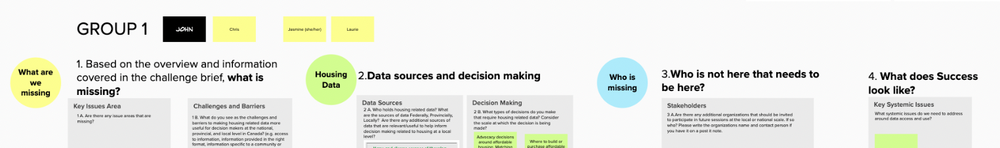 GROUP 1
JOHN
Chris
Jasmine (she/her)
Laurie
What are
we
missing
1. Based on the overview and information
covered in the challenge brief, what is
missing?
Key Issues Area
1 A. Are there any issue areas that are
missing?
Challenges and Barriers
1 B. What do you see as the challenges and
barriers to making housing related data more
useful for decision makers at the national,
provincial, and local level in Canada? (e.g. access
to information, information provided in the right
format, information specific to a community or
Housing
Data
2.Data sources and decision making
Data Sources
2 A. Who holds housing related data? What
are the sources of data Federally, Provincially,
Locally? Are there any additional sources of
data that are relevant/useful to help inform
decision making related to housing at a local
level?
Decision Making
2 B. What types of decisions do you make
that require housing related data? Consider
the scale at which the decision is being
made?
Advocacy decisions
around affordable
housing. Matching
Where to build or
purchase affordable
Who is
missing
3.Who is not here that needs to
be here?
Stakeholders
3 A.Are there any additional organizations that should be invited
to participate in future sessions at the local or national scale. If so
who? Please write the organizations name and contact person if
you have it on a post it note.
4. What does Success
look like?
Key Systemic Issues
What systemic issues do we need to address
around data access and use?